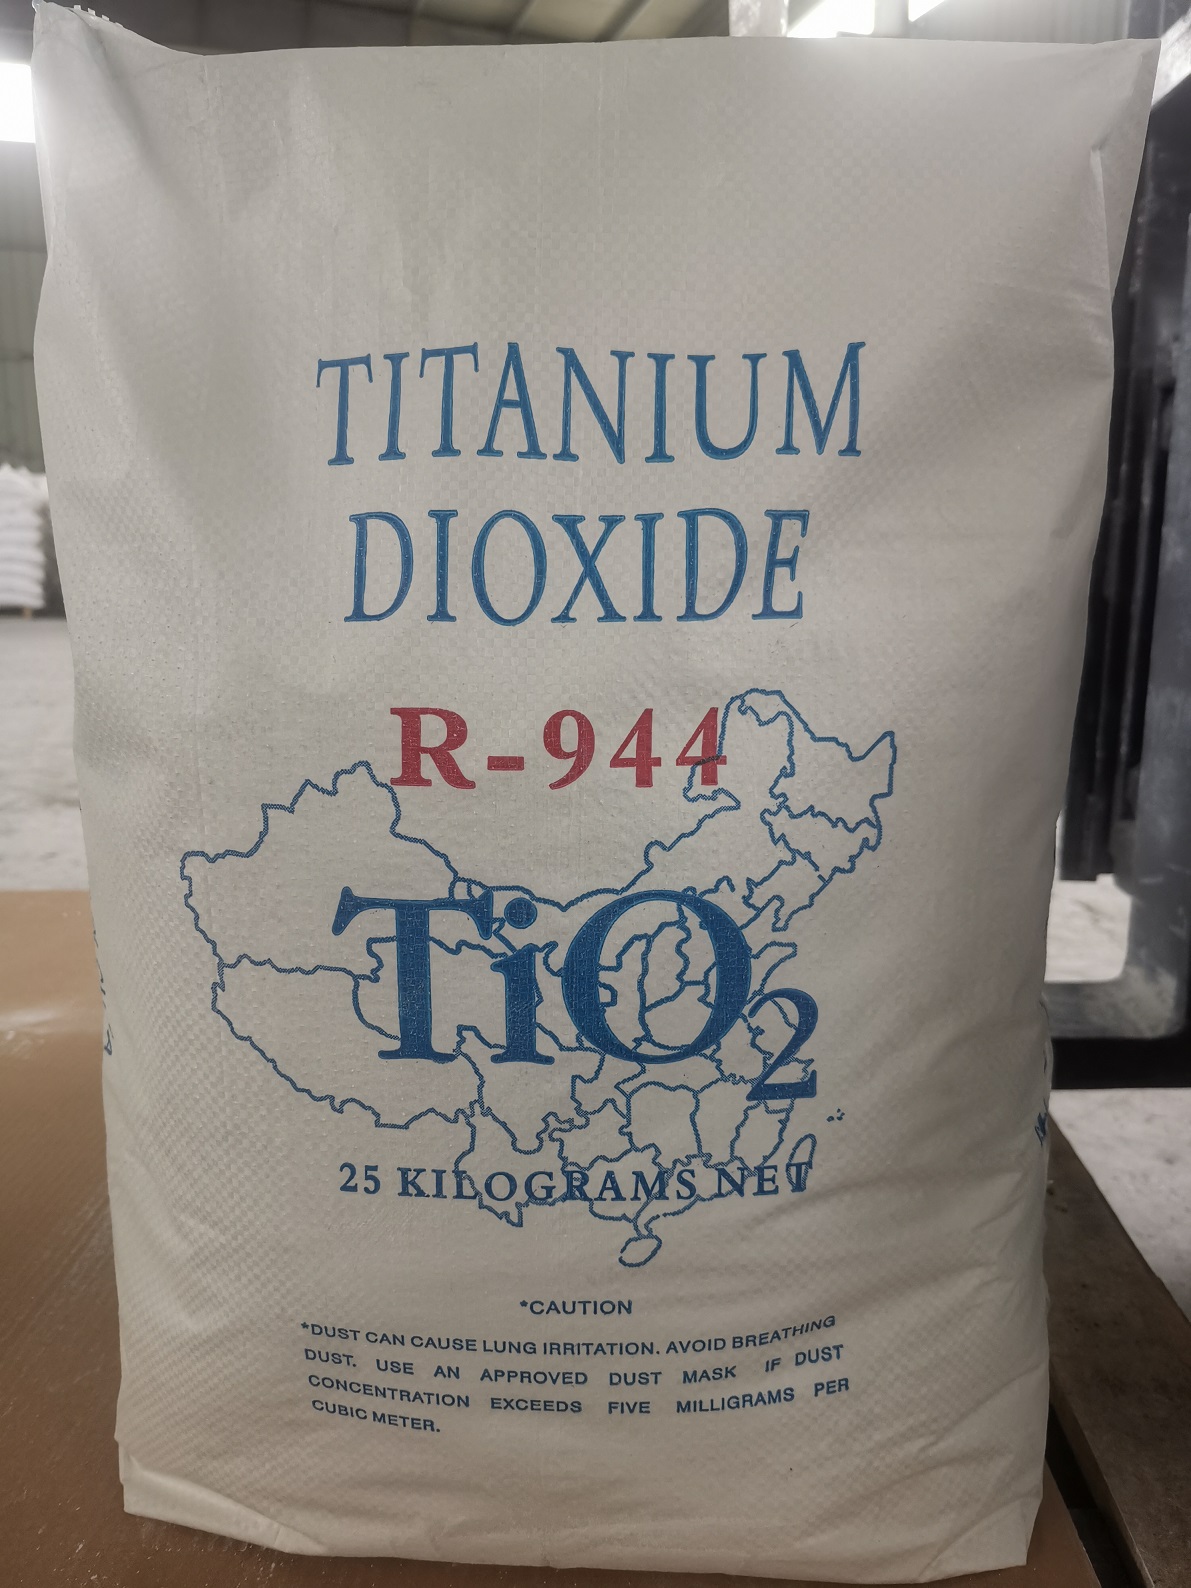 TITANIUM
DIOXIDE
R-944
TiO2
25 KILOGRAMS NET
*CAUTION
*DUST CAN CAUSE LUNG IRRITATION. AVOID BREATHING
DUST. USE AN APPROVED DUST MASK IF DUST
CONCENTRATION EXCEEDS FIVE MILLIGRAMS PER
CUBIC METER.